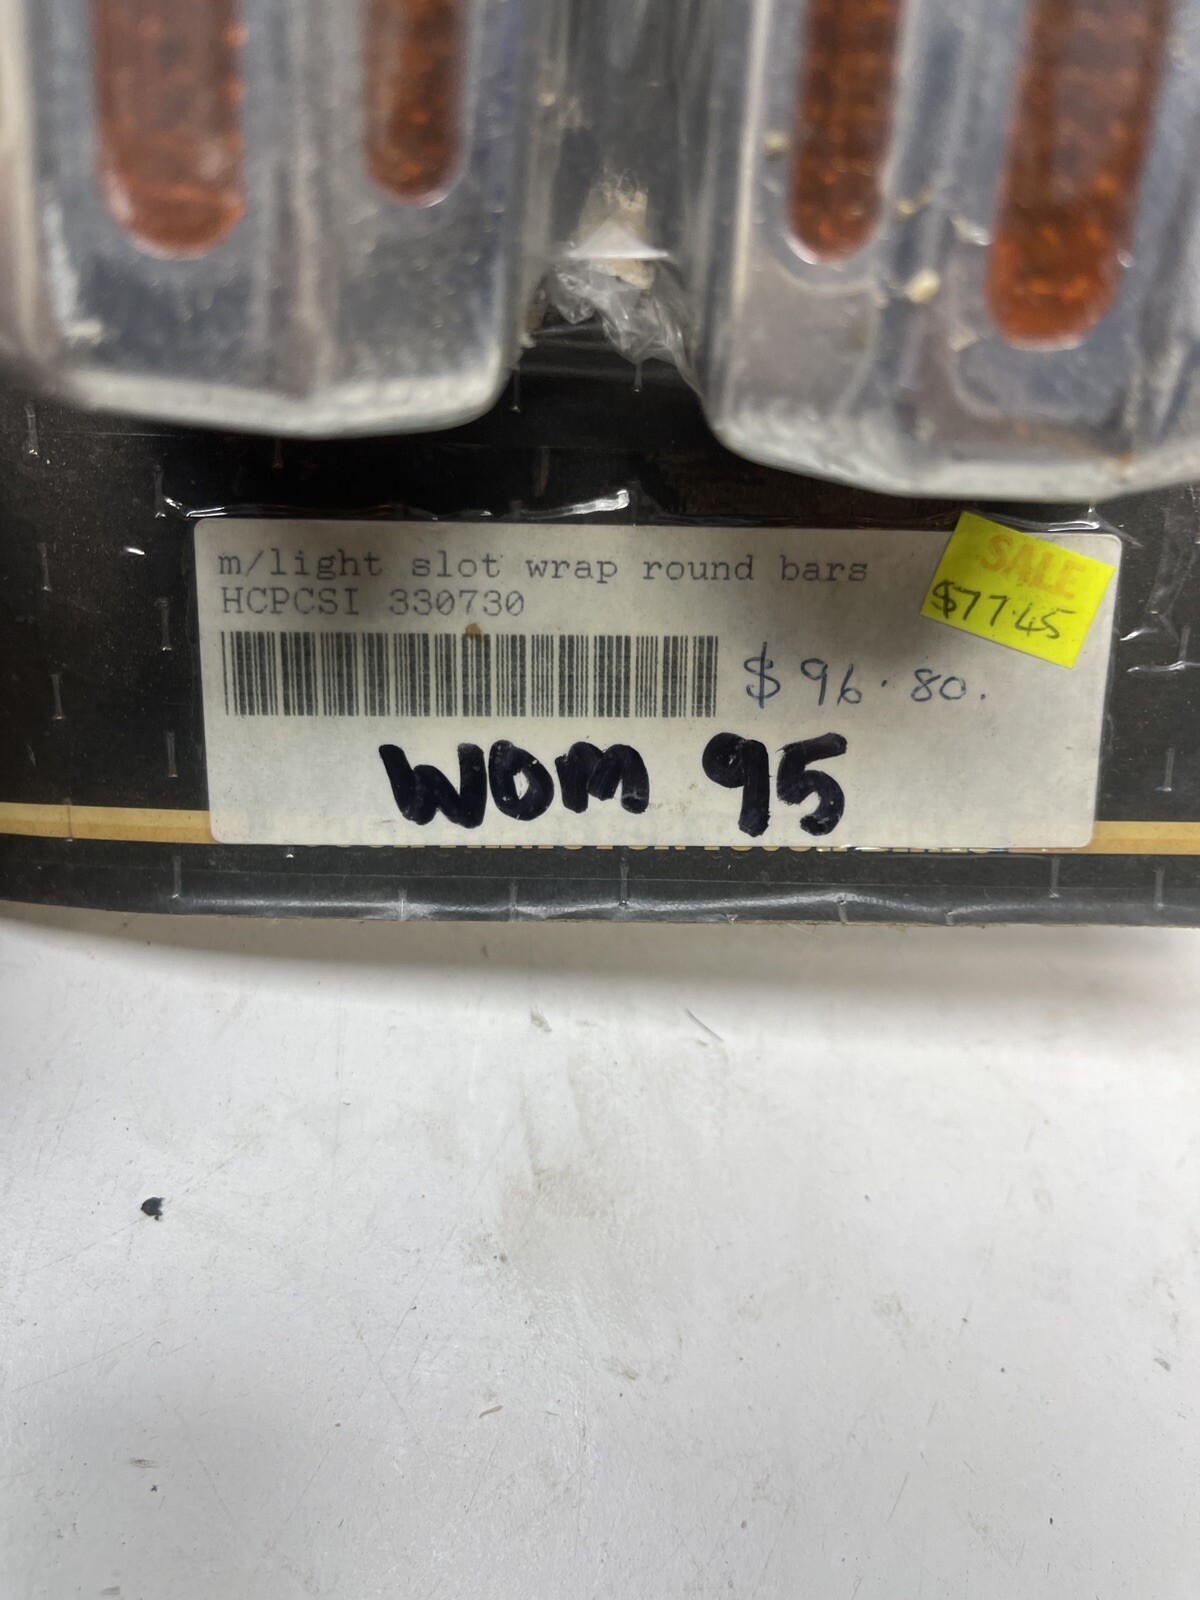 m/light slot wrap round bars
HCPCSI 330730
SALE
$77.45
$96.80.
WOM 95